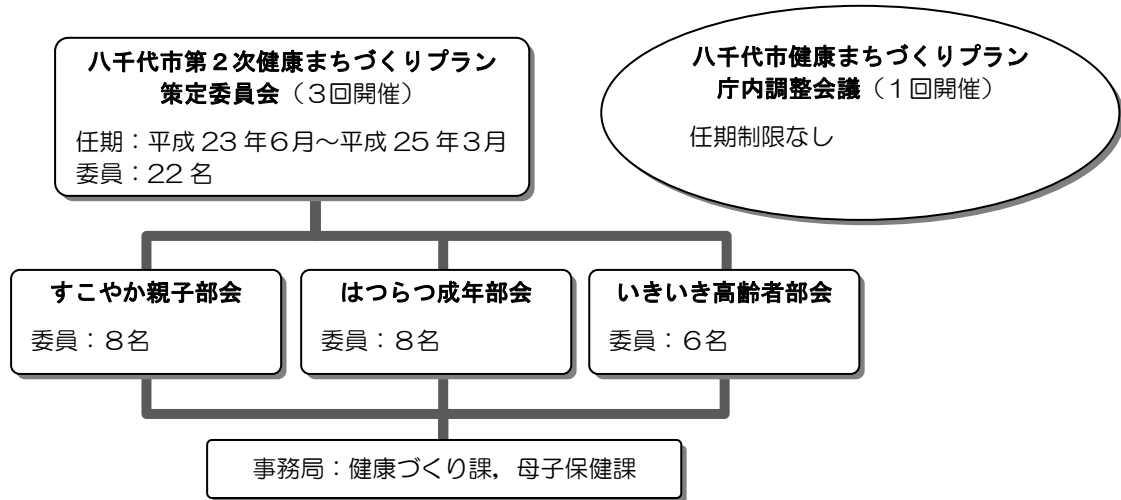 八千代市第２次健康まちづくりプラン
策定委員会（３回開催）
任期：平成 23 年６月～平成 25 年３月
委員：22 名
八千代市健康まちづくりプラン
庁内調整会議（１回開催）
任期制限なし
すこやか親子部会
委員：８名
はつらつ成年部会
委員：８名
いきいき高齢者部会
委員：６名
事務局：健康づくり課，母子保健課